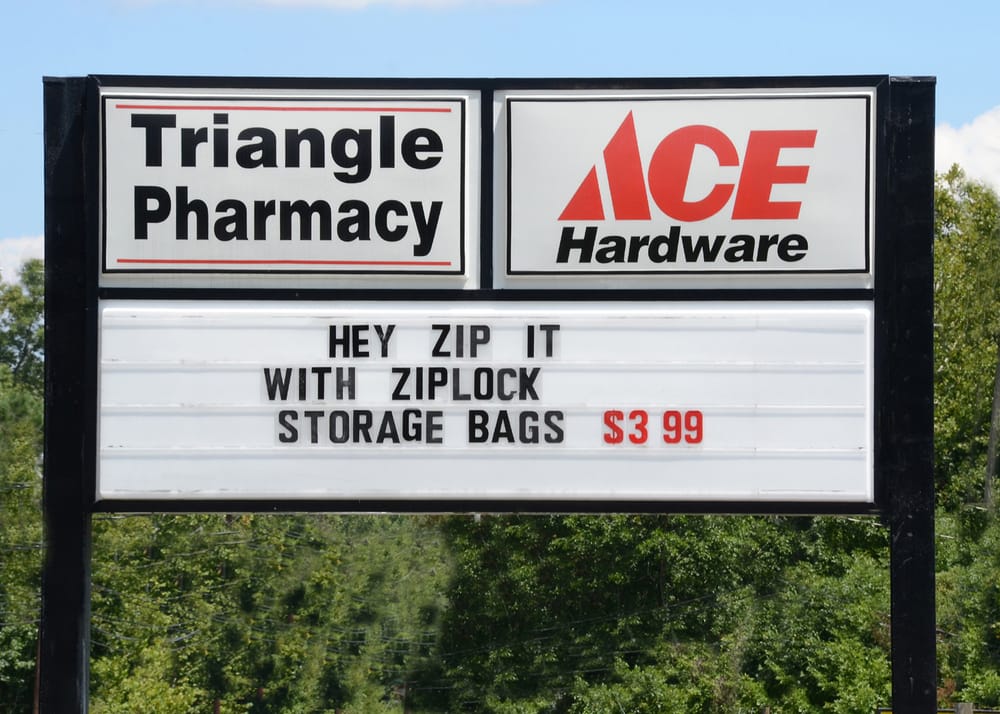 Triangle
Pharmacy
ACE
Hardware
HEY ZIP IT
WITH ZIPLOCK
STORAGE BAGS $3 99